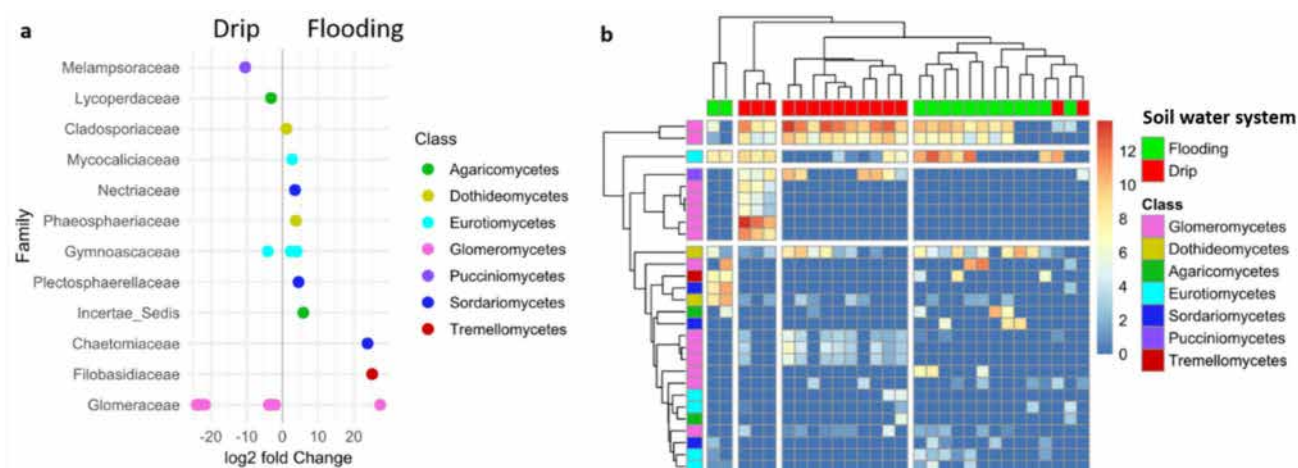 a
Drip Flooding
Family
Melampsoraceae
Lycoperdaceae
Cladosporiaceae
Mycocaliciaceae
Nectriaceae
Phaeosphaeriaceae
Gymnoascaceae
Plectosphaerellaceae
Incertae_Sedis
Chaetomiaceae
Filobasidiaceae
Glomeraceae
-20 -10 0 10 20
log2 fold Change
Class
Agaricomycetes
Dothideomycetes
Eurotiomycetes
Glomeromycetes
Pucciniomycetes
Sordariomycetes
Tremellomycetes
b
12
10
8
6
4
2
0
Soil water system
Flooding
Drip
Class
Glomeromycetes
Dothideomycetes
Agaricomycetes
Eurotiomycetes
Sordariomycetes
Pucciniomycetes
Tremellomycetes